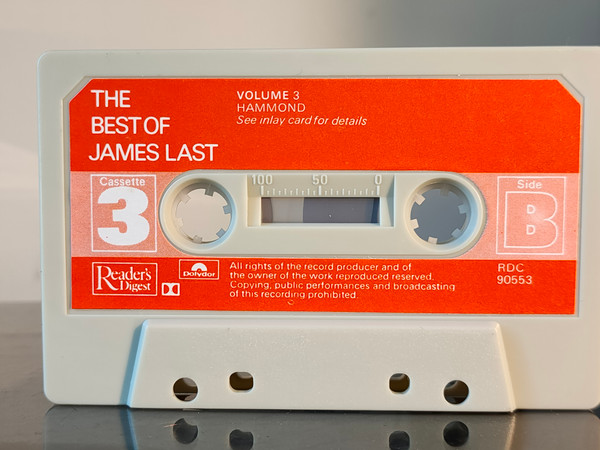 THE
BEST OF
JAMES LAST
VOLUME 3
HAMMOND
See inlay card for details
Cassette
3
100 50 0
Side
B
Reader's
Digest
Polydor
All rights of the record producer and of
the owner of the work reproduced reserved.
Copying, public performances and broadcasting
of this recording prohibited.
RDC
90553